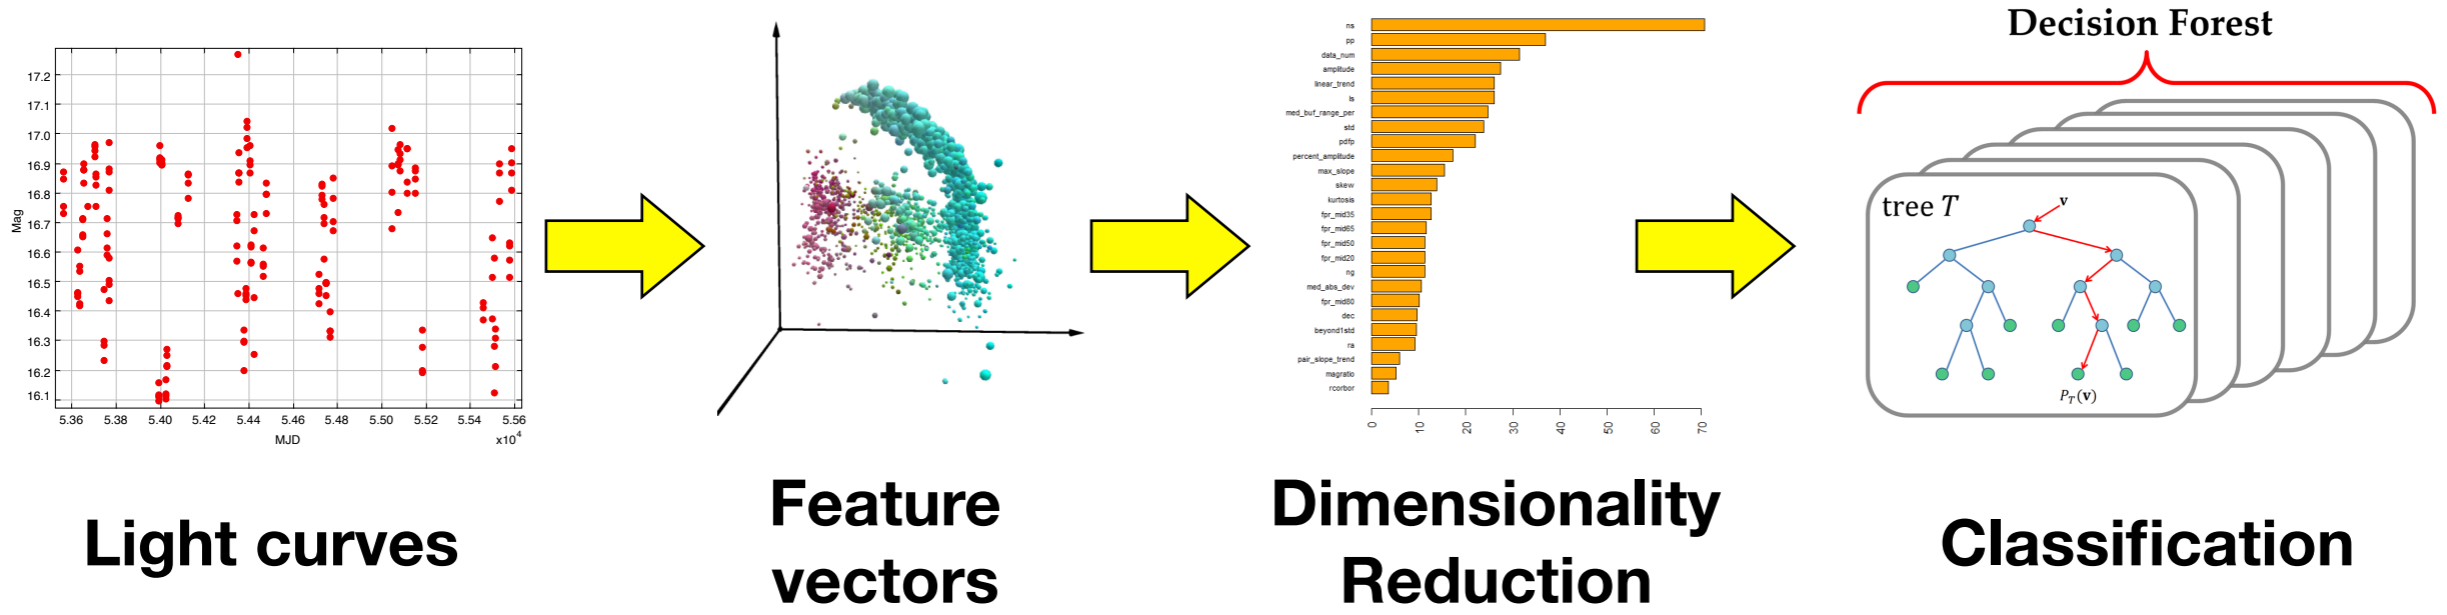 17.2
17.1
17.0
16.9
16.8
16.7
16.6
16.5
16.4
16.3
16.2
16.1
Mag
5.36 5.38 5.40 5.42 5.44 5.46 5.48 5.50 5.52 5.54 5.56
MJD
x10⁴
Light curves
Feature
vectors
ns
pp
data_num
amplitude
linear_trend
ls
med_buf_range_per
std
pdfp
percent_amplitude
max_slope
skew
kurtosis
fpr_mid35
fpr_mid65
fpr_mid50
fpr_mid20
ng
med_abs_dev
fpr_mid80
dec
beyond1std
ra
pair_slope_trend
magratio
rcorbor
0 10 20 30 40 50 60 70
Dimensionality
Reduction
Decision Forest
tree T
v
P_T(v)
Classification